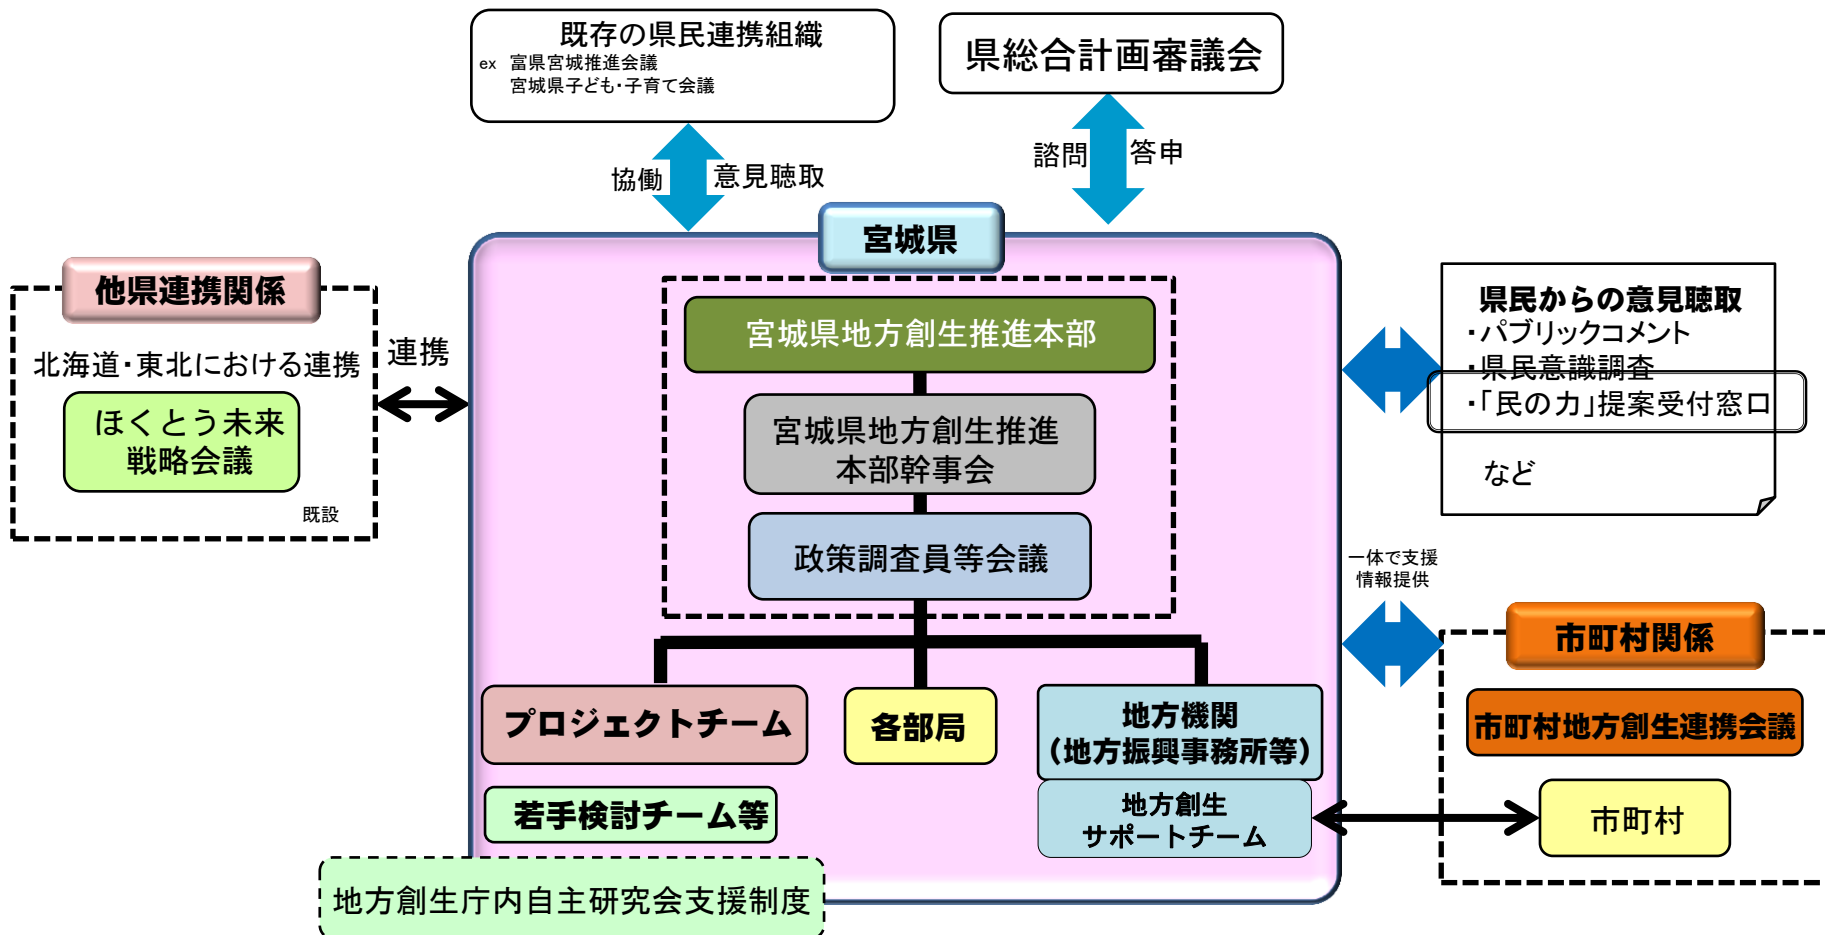 既存の県民連携組織
ex 富県宮城推進会議
宮城県子ども・子育て会議
県総合計画審議会
協働
意見聴取
諮問
答申
宮城県
他県連携関係
北海道・東北における連携
ほくとう未来
戦略会議
既設
連携
宮城県地方創生推進本部
宮城県地方創生推進
本部幹事会
政策調査員等会議
県民からの意見聴取
・パブリックコメント
・県民意識調査
・「民の力」提案受付窓口
など
一体で支援
情報提供
市町村関係
市町村地方創生連携会議
市町村
プロジェクトチーム
各部局
地方機関
(地方振興事務所等)
若手検討チーム等
地方創生
サポートチーム
地方創生庁内自主研究会支援制度